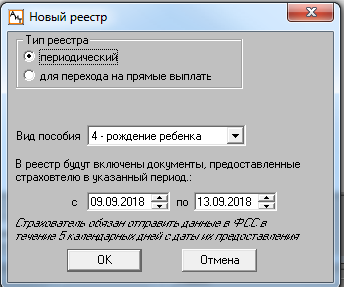 Новый реестр
Тип реестра
периодический
для перехода на прямые выплать
Вид пособия 4 - рождение ребенка
В реестр будут включены документы, предоставленные
страхователю в указанный период.:
с 09.09.2018 по 13.09.2018
Страхователь обязан отправить данные в ФСС в
течение 5 календарных дней с даты их предоставления
OK Отмена